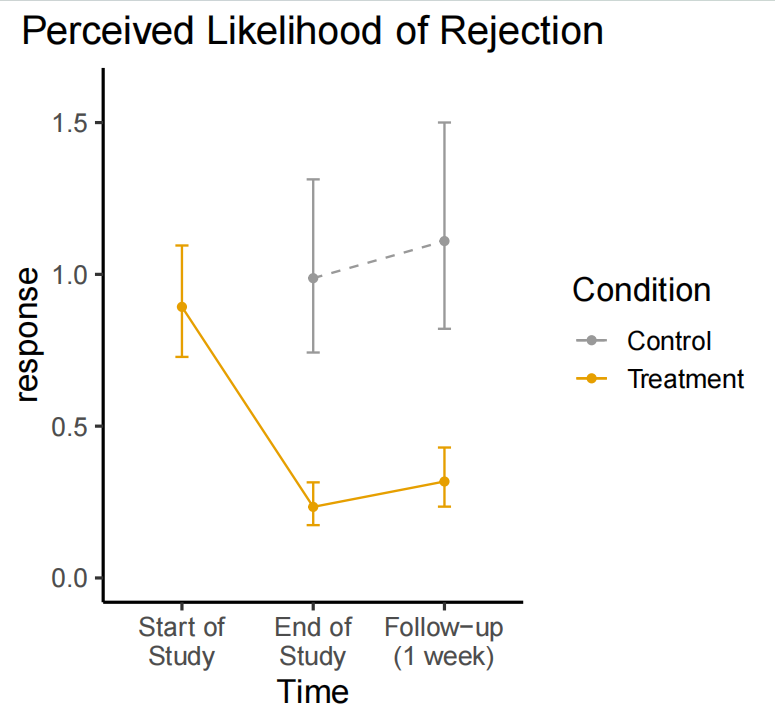 Perceived Likelihood of Rejection
1.5
1.0
0.5
0.0
response
Start of
Study
End of
Study
Follow−up
(1 week)
Time
Condition
Control
Treatment